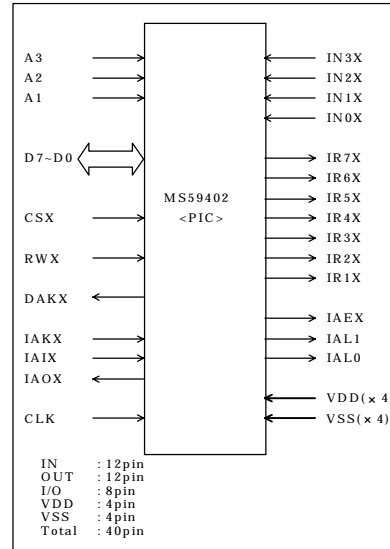 A3
A2
A1
D7~D0
CSX
RWX
DAKX
IAKX
IAIX
IAOX
CLK
MS59402
<PIC>
IN3X
IN2X
IN1X
IN0X
IR7X
IR6X
IR5X
IR4X
IR3X
IR2X
IR1X
IAEX
IAL1
IAL0
VDD(× 4
VSS(× 4)
IN : 12pin
OUT : 12pin
I/O : 8pin
VDD : 4pin
VSS : 4pin
Total : 40pin